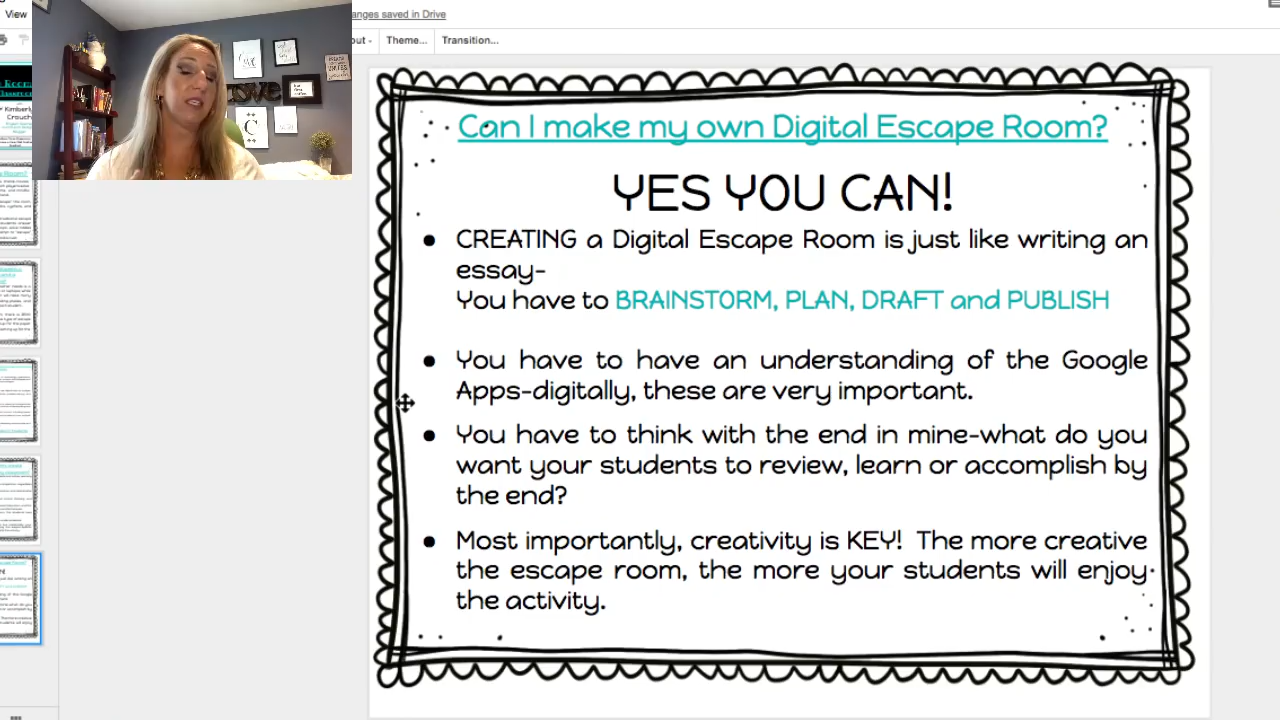 View
anges saved in Drive
out
Theme...
Transition...
Kimberly
Crouch
C
Can I make my own Digital Escape Room?
YES YOU CAN!
• CREATING a Digital Escape Room is just like writing an
essay-
You have to BRAINSTORM, PLAN, DRAFT and PUBLISH
• You have to have an understanding of the Google
Apps-digitally, these are very important.
• You have to think with the end in mine-what do you
want your students to review, learn or accomplish by
the end?
• Most importantly, creativity is KEY! The more creative
the escape room, the more your students will enjoy
the activity.